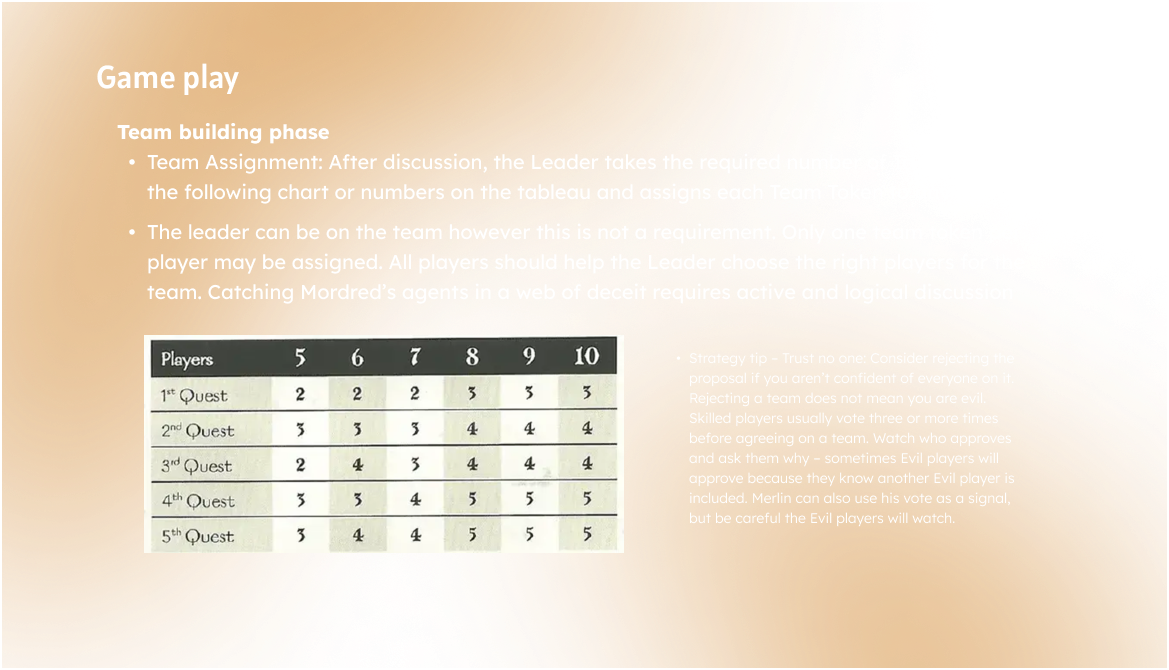 Game play
Team building phase
• Team Assignment: After discussion, the Leader takes the required number of
the following chart or numbers on the tableau and assigns each Team
• The leader can be on the team however this is not a requirement. Only one
player may be assigned. All players should help the Leader choose the right players for the
team. Catching Mordred's agents in a web of deceit requires active and logical discussion.
Players 5 6 7 8 9 10
1st Quest 2 2 2 3 3 3
2nd Quest 3 3 3 4 4 4
3rd Quest 2 4 3 4 4 4
4th Quest 3 3 4 5 5 5
5th Quest 3 4 4 5 5 5
• Strategy tip – Trust no one: Consider rejecting the
proposal if you aren't confident of everyone on it.
Rejecting a team does not mean you are evil.
Skilled players usually vote three or more times
before agreeing on a team. Watch who approves
and ask them why – sometimes Evil players will
approve because they know another Evil player is
included. Merlin can also use his vote as a signal,
but be careful the Evil players will watch.